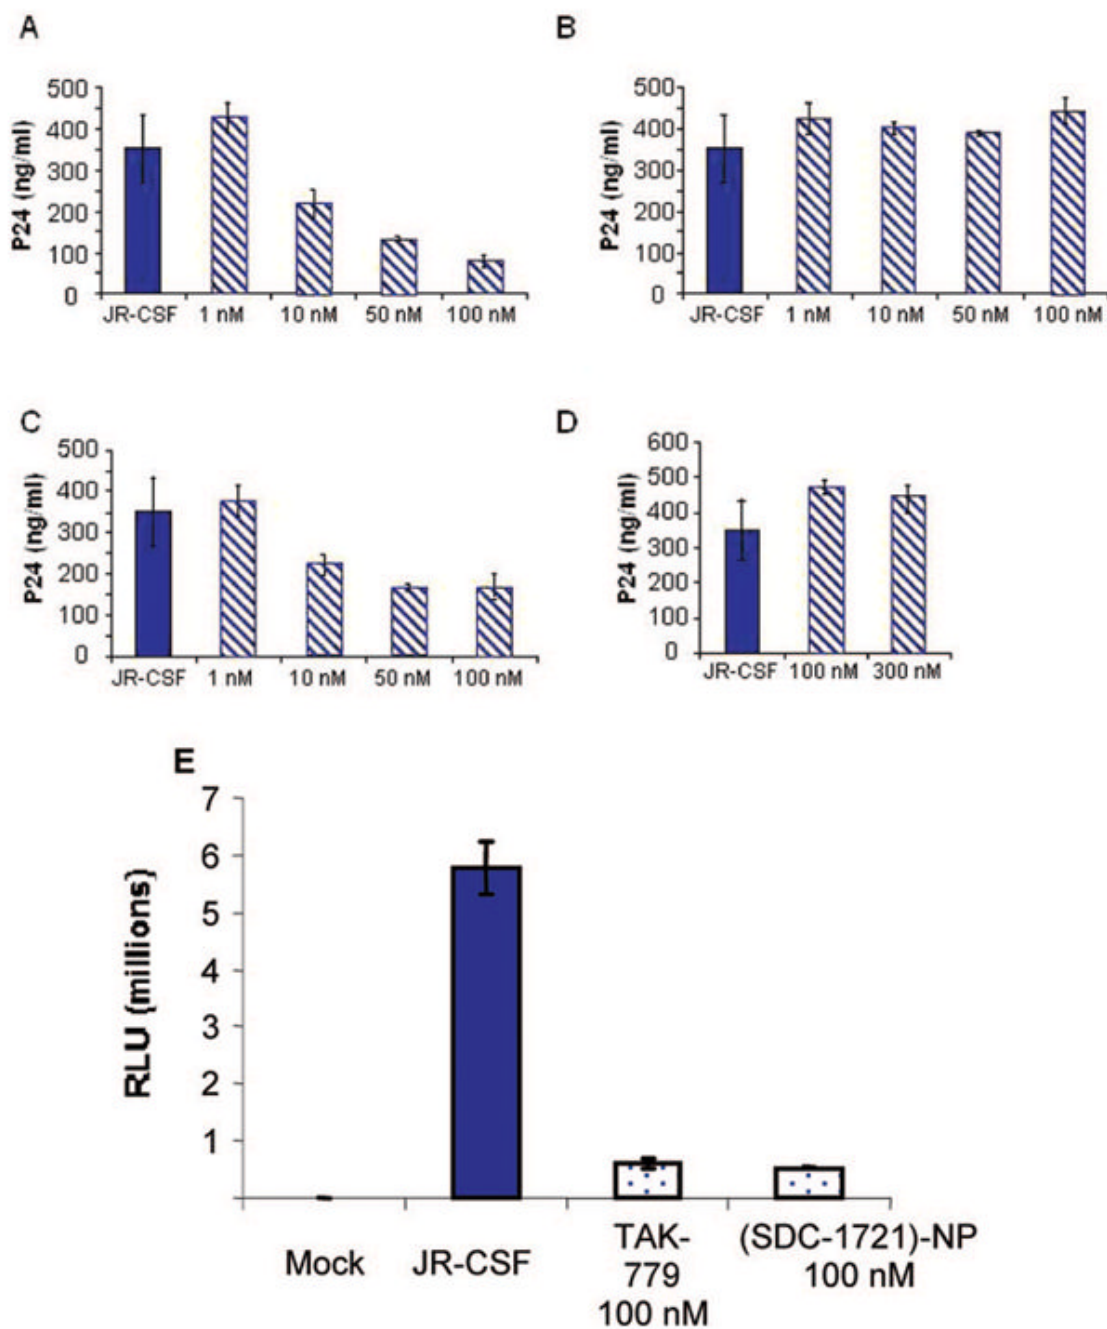 A
P24 (ng/ml)
500
400
300
200
100
0
JR-CSF 1 nM 10 nM 50 nM 100 nM
B
P24 (ng/ml)
500
400
300
200
100
0
JR-CSF 1 nM 10 nM 50 nM 100 nM
C
P24 (ng/ml)
500
400
300
200
100
0
JR-CSF 1 nM 10 nM 50 nM 100 nM
D
P24 (ng/ml)
600
500
400
300
200
100
0
JR-CSF 100 nM 300 nM
E
RLU (millions)
7
6
5
4
3
2
1
Mock JR-CSF TAK-
779
100 nM
(SDC-1721)-NP
100 nM